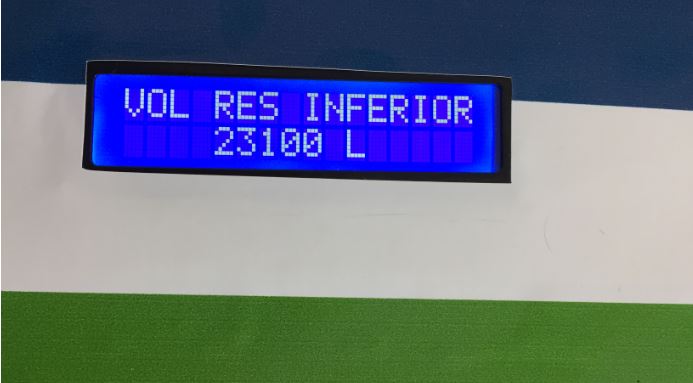 VOL RES INFERIOR
23100 L